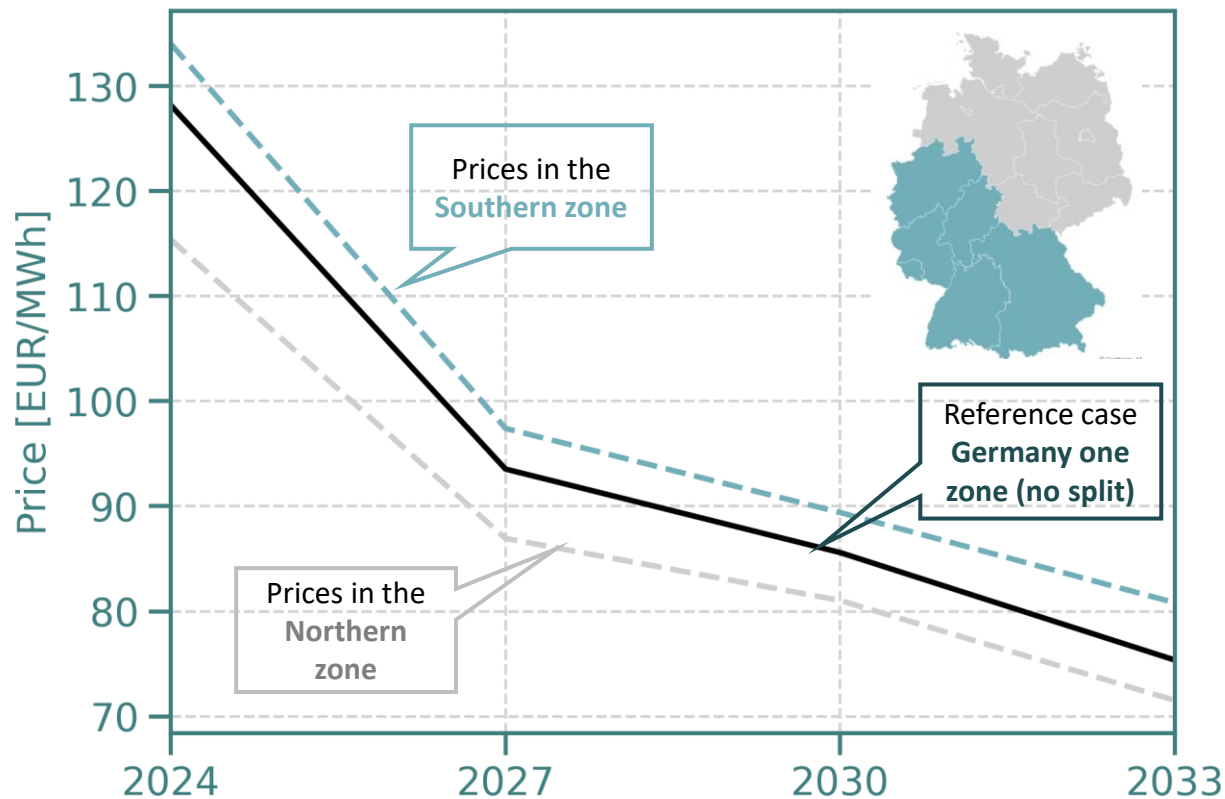 Price [EUR/MWh]
130
120
110
100
90
80
70
Prices in the
Southern zone
Reference case
Germany one
zone (no split)
Prices in the
Northern
zone
2024
2027
2030
2033